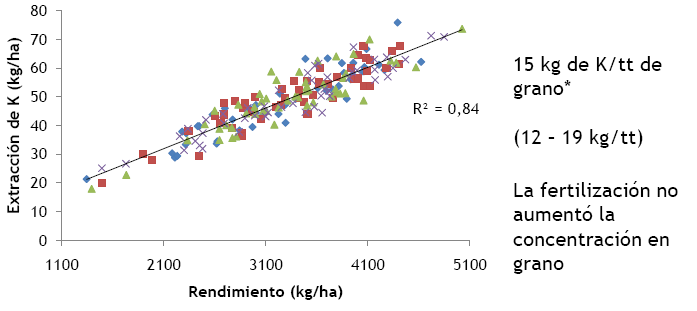 80
70
60
50
40
30
20
10
0
Extracción de K (kg/ha)
R² = 0,84
1100 2100 3100 4100 5100
Rendimiento (kg/ha)
15 kg de K/tt de
grano*
(12 – 19 kg/tt)
La fertilización no
aumentó la
concentración en
grano